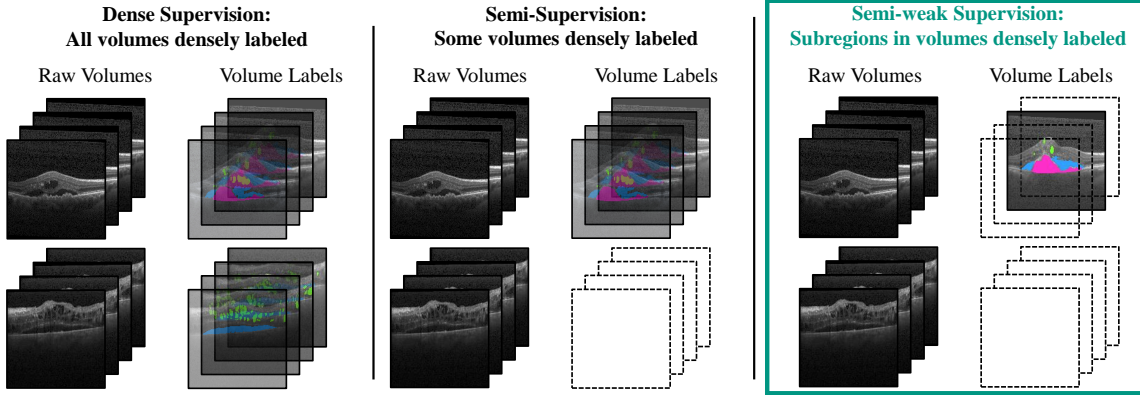 Dense Supervision:
All volumes densely labeled
Raw Volumes
Volume Labels
Semi-Supervision:
Some volumes densely labeled
Raw Volumes
Volume Labels
Semi-weak Supervision:
Subregions in volumes densely labeled
Raw Volumes
Volume Labels